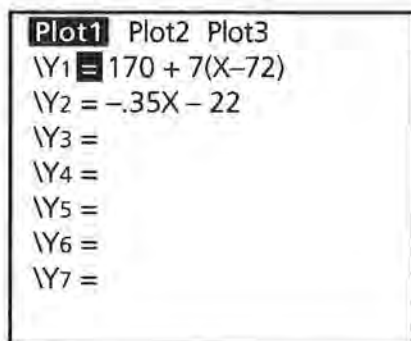 Plot1 Plot2 Plot3
\Y1 = 170 + 7(X–72)
\Y2 = –.35X – 22
\Y3 =
\Y4 =
\Y5 =
\Y6 =
\Y7 =